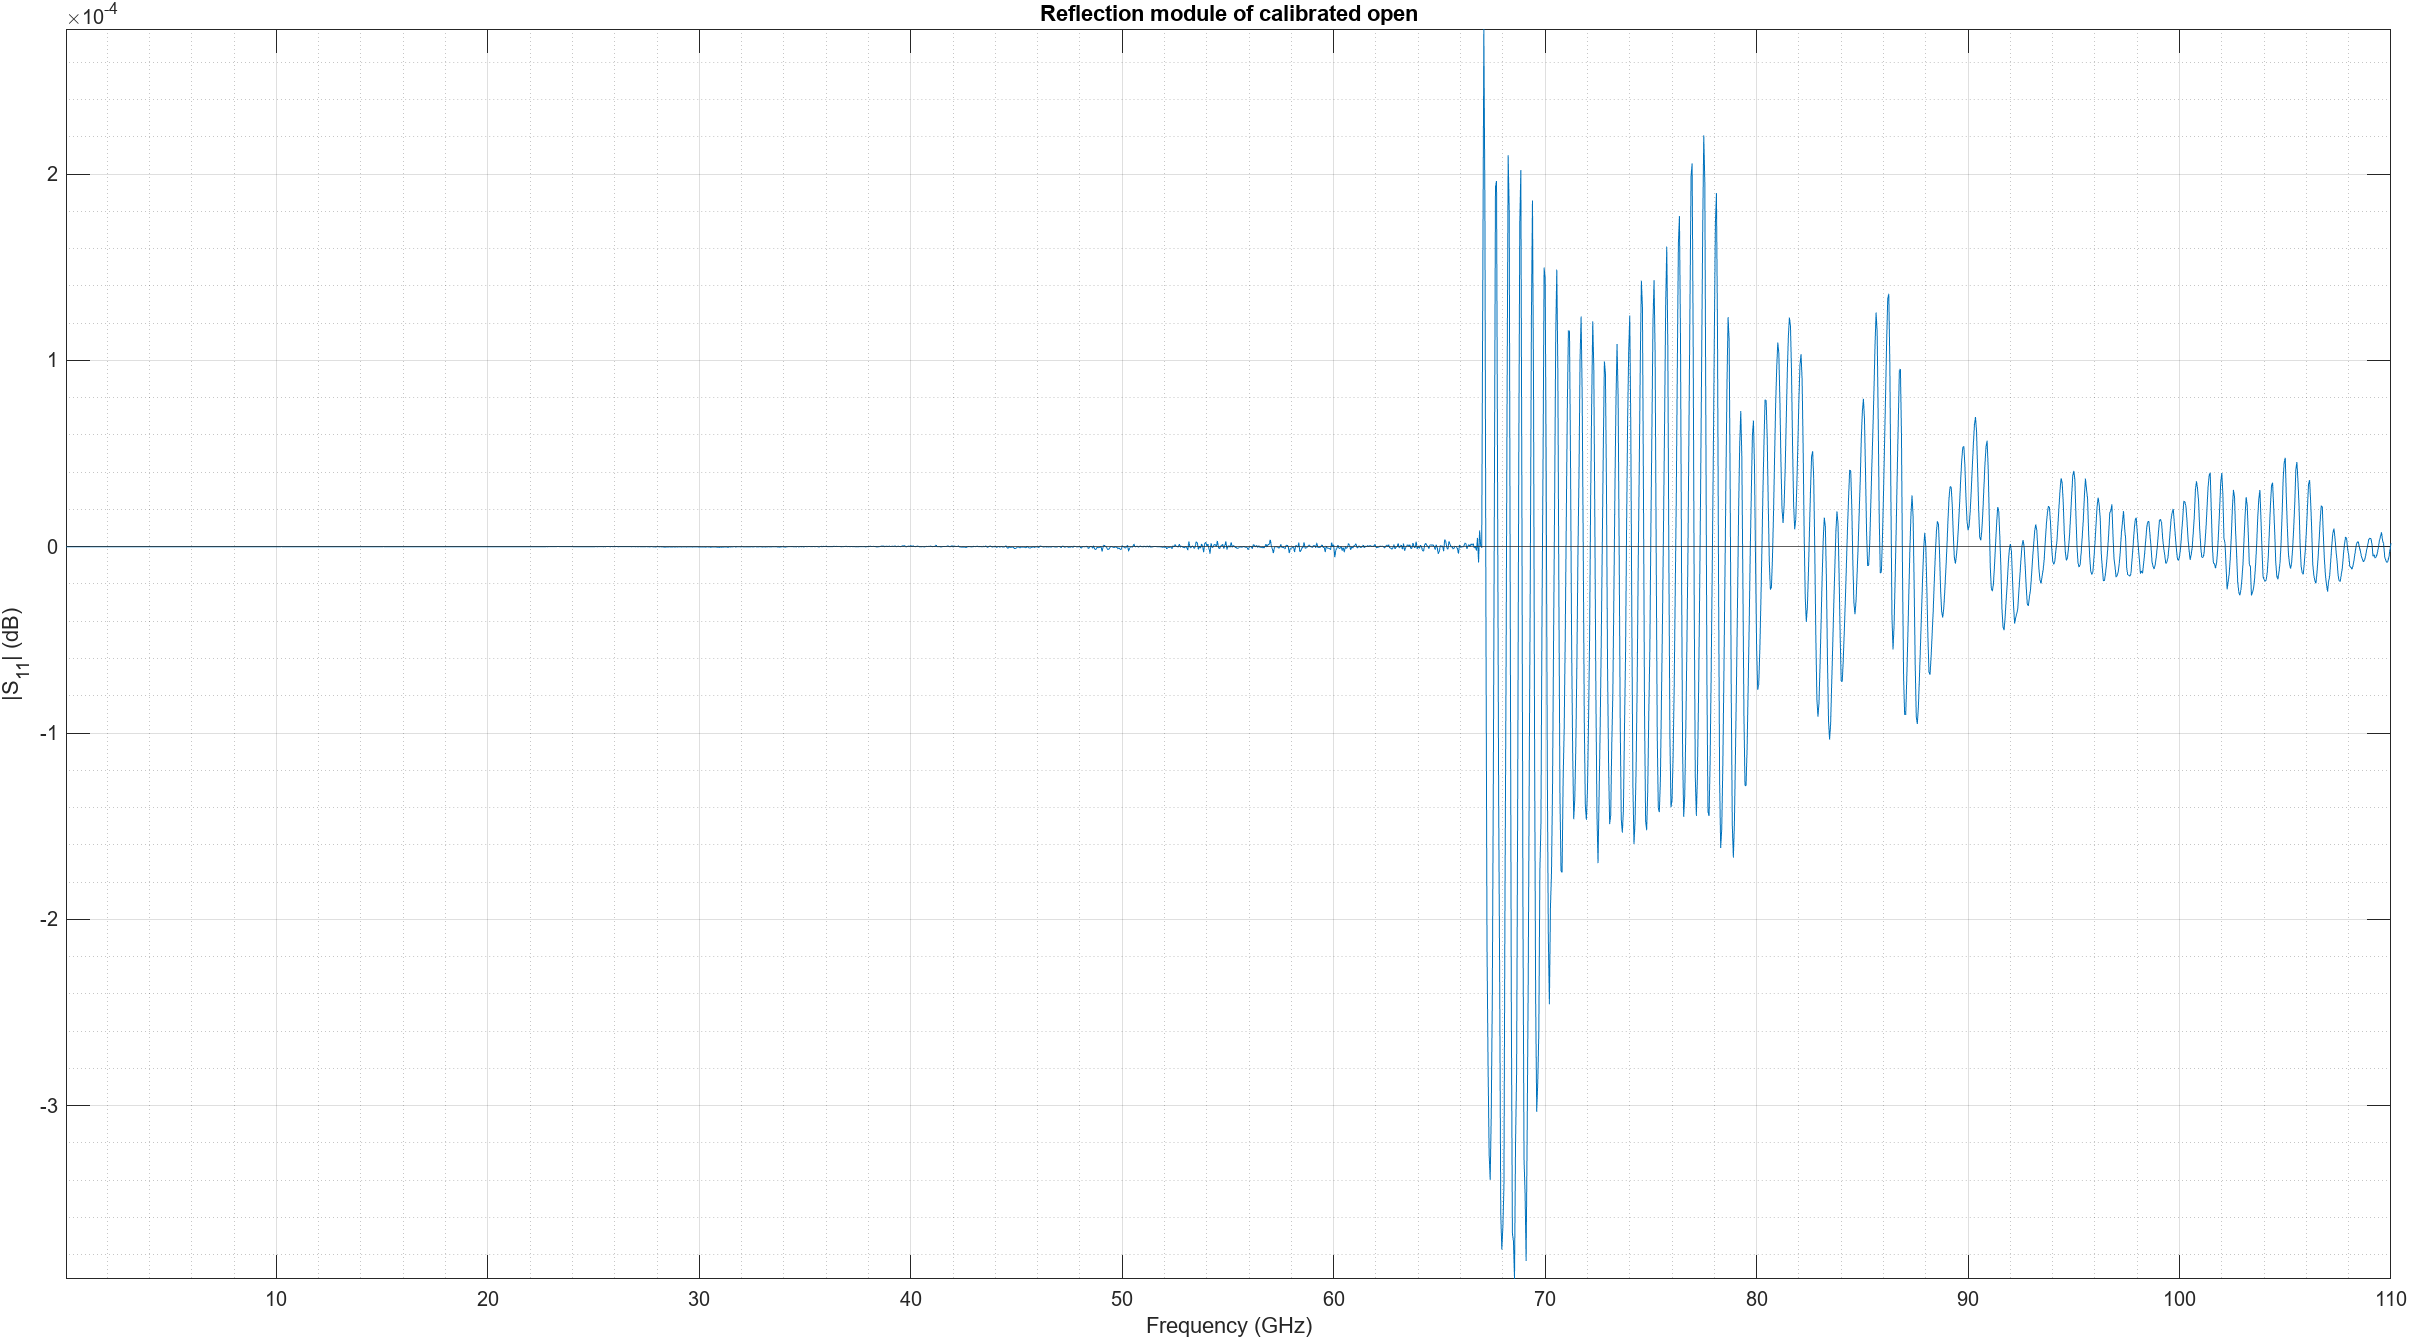 Reflection module of calibrated open
×10⁻⁴
2
1
0
-1
-2
-3
|S₁₁| (dB)
10 20 30 40 50 60 70 80 90 100 110
Frequency (GHz)